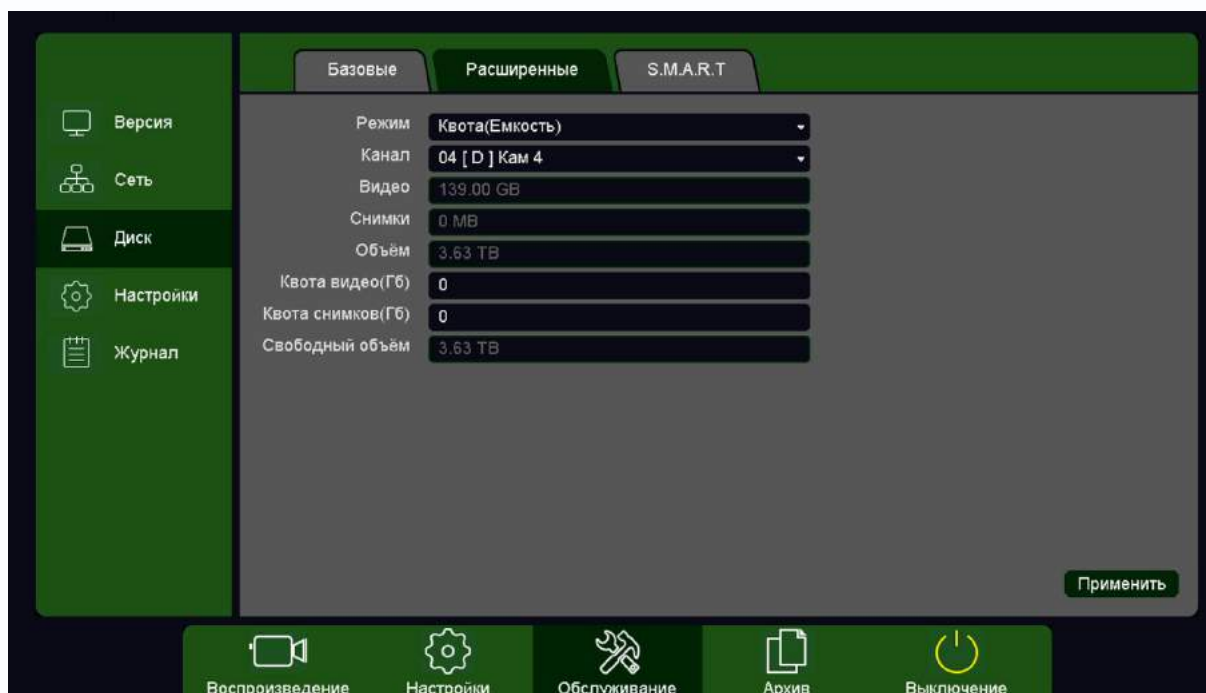 Базовые
Расширенные
S.M.A.R.T
Версия
Сеть
Диск
Настройки
Журнал
Режим
Квота(Емкость)
Канал
04 [ D ] Кам 4
Видео
139.00 GB
Снимки
0 MB
Объём
3.63 TB
Квота видео(Гб)
0
Квота снимков(Гб)
0
Свободный объём
3.63 TB
Применить
Воспроизведение
Настройки
Обслуживание
Архив
Выключение